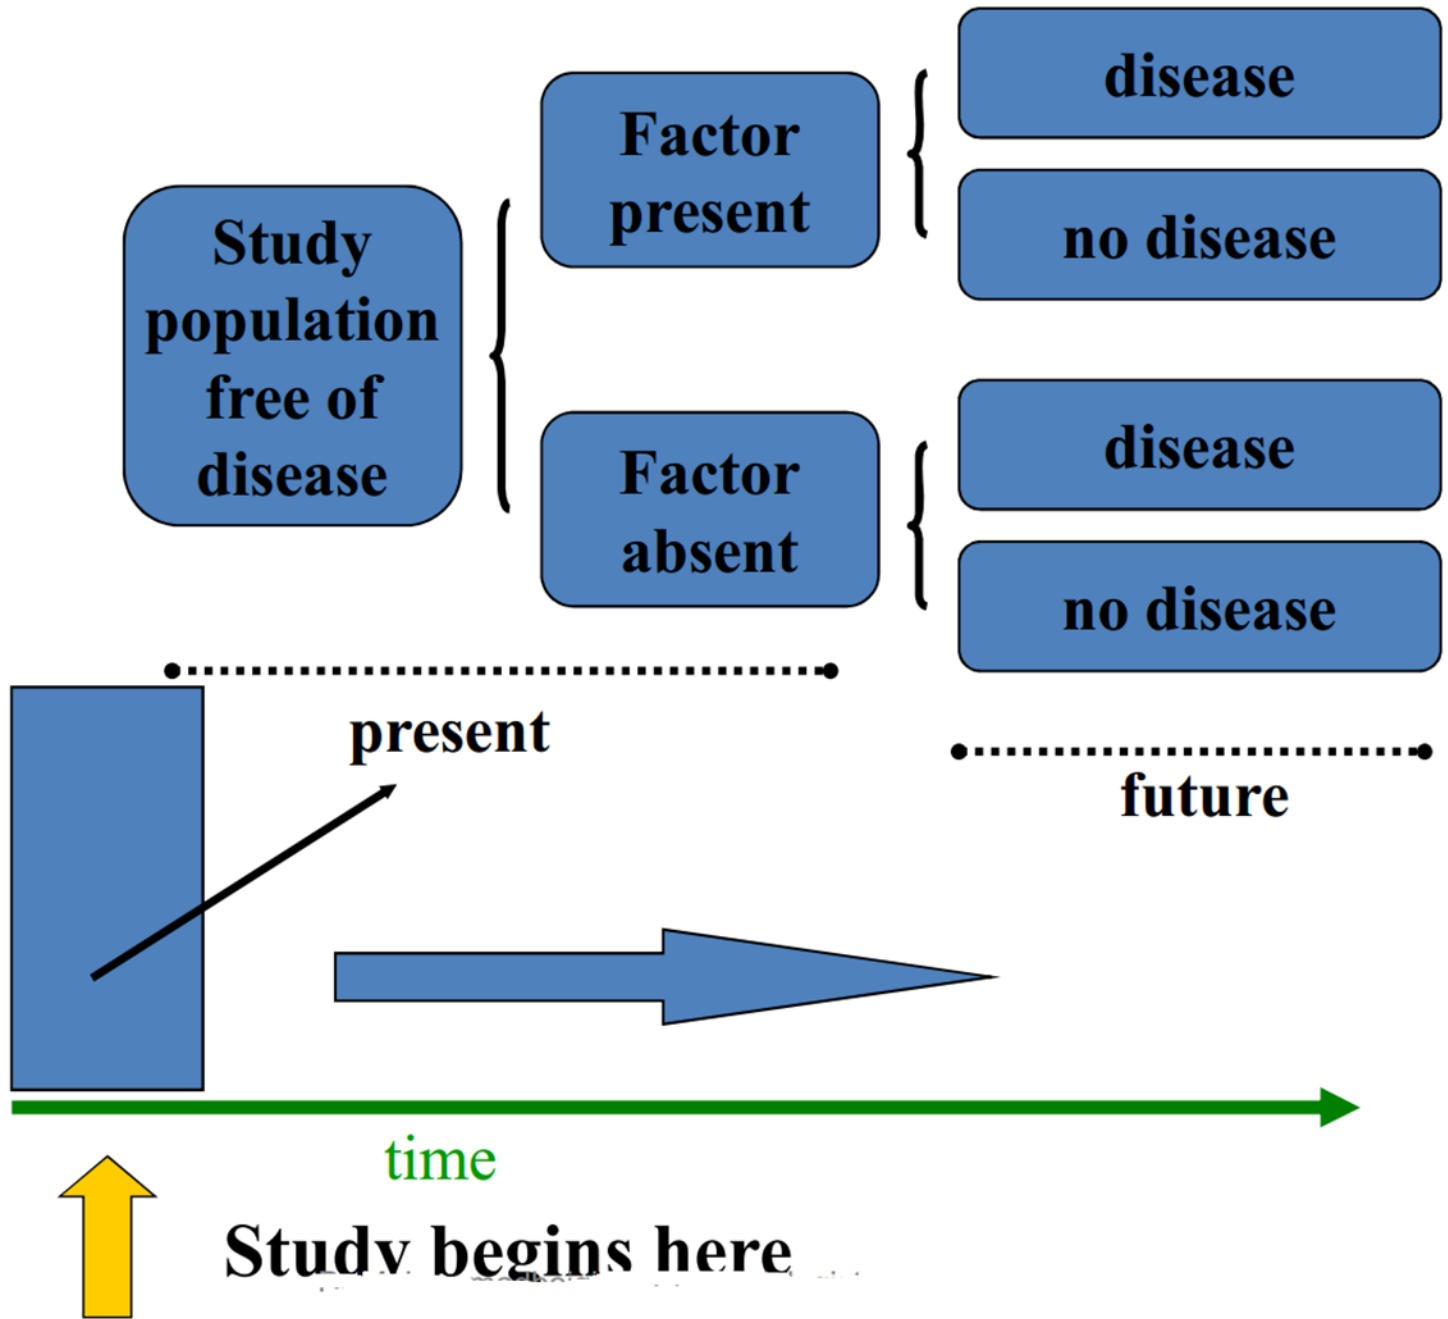 Study
population
free of
disease
Factor
present
Factor
absent
disease
no disease
disease
no disease
present
future
time
Study begins here